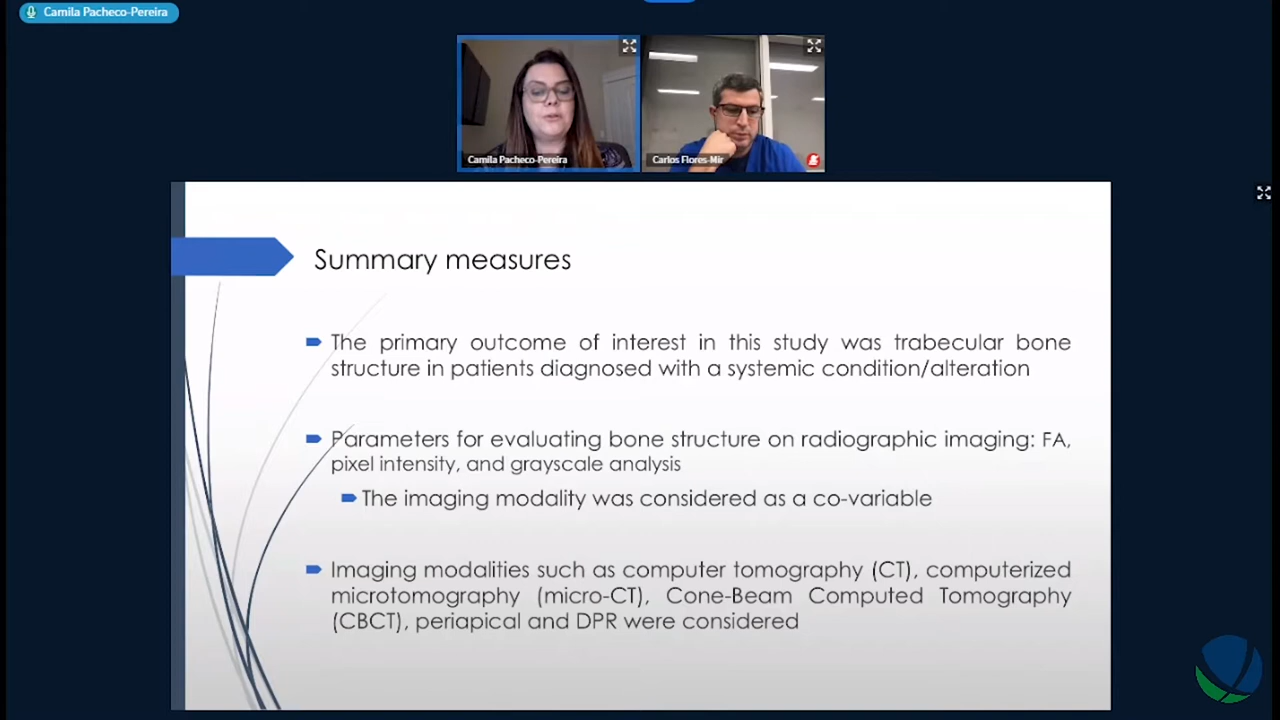 Camila Pacheco-Pereira
Camila Pacheco-Pereira
Carlos Flores-Mir
Summary measures
The primary outcome of interest in this study was trabecular bone
structure in patients diagnosed with a systemic condition/alteration
Parameters for evaluating bone structure on radiographic imaging: FA,
pixel intensity, and grayscale analysis
The imaging modality was considered as a co-variable
Imaging modalities such as computer tomography (CT), computerized
microtomography (micro-CT), Cone-Beam Computed Tomography
(CBCT), periapical and DPR were considered